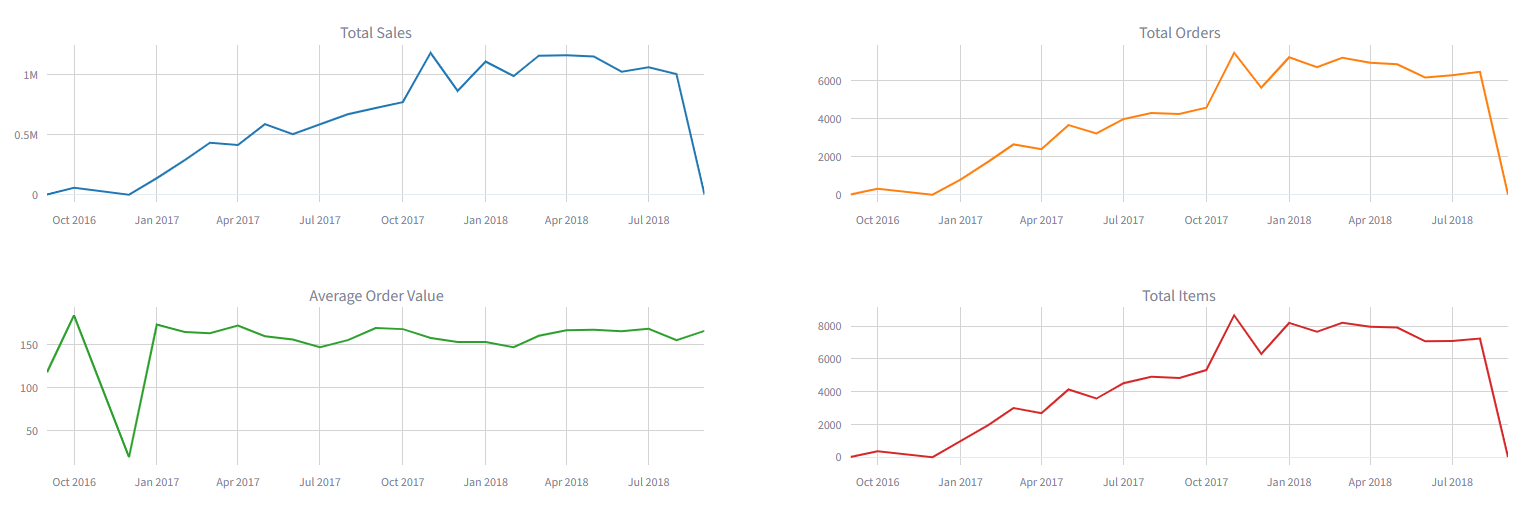 Total Sales
1M
0.5M
0
Oct 2016 Jan 2017 Apr 2017 Jul 2017 Oct 2017 Jan 2018 Apr 2018 Jul 2018
Total Orders
6000
4000
2000
0
Oct 2016 Jan 2017 Apr 2017 Jul 2017 Oct 2017 Jan 2018 Apr 2018 Jul 2018
Average Order Value
150
100
50
Oct 2016 Jan 2017 Apr 2017 Jul 2017 Oct 2017 Jan 2018 Apr 2018 Jul 2018
Total Items
8000
6000
4000
2000
0
Oct 2016 Jan 2017 Apr 2017 Jul 2017 Oct 2017 Jan 2018 Apr 2018 Jul 2018